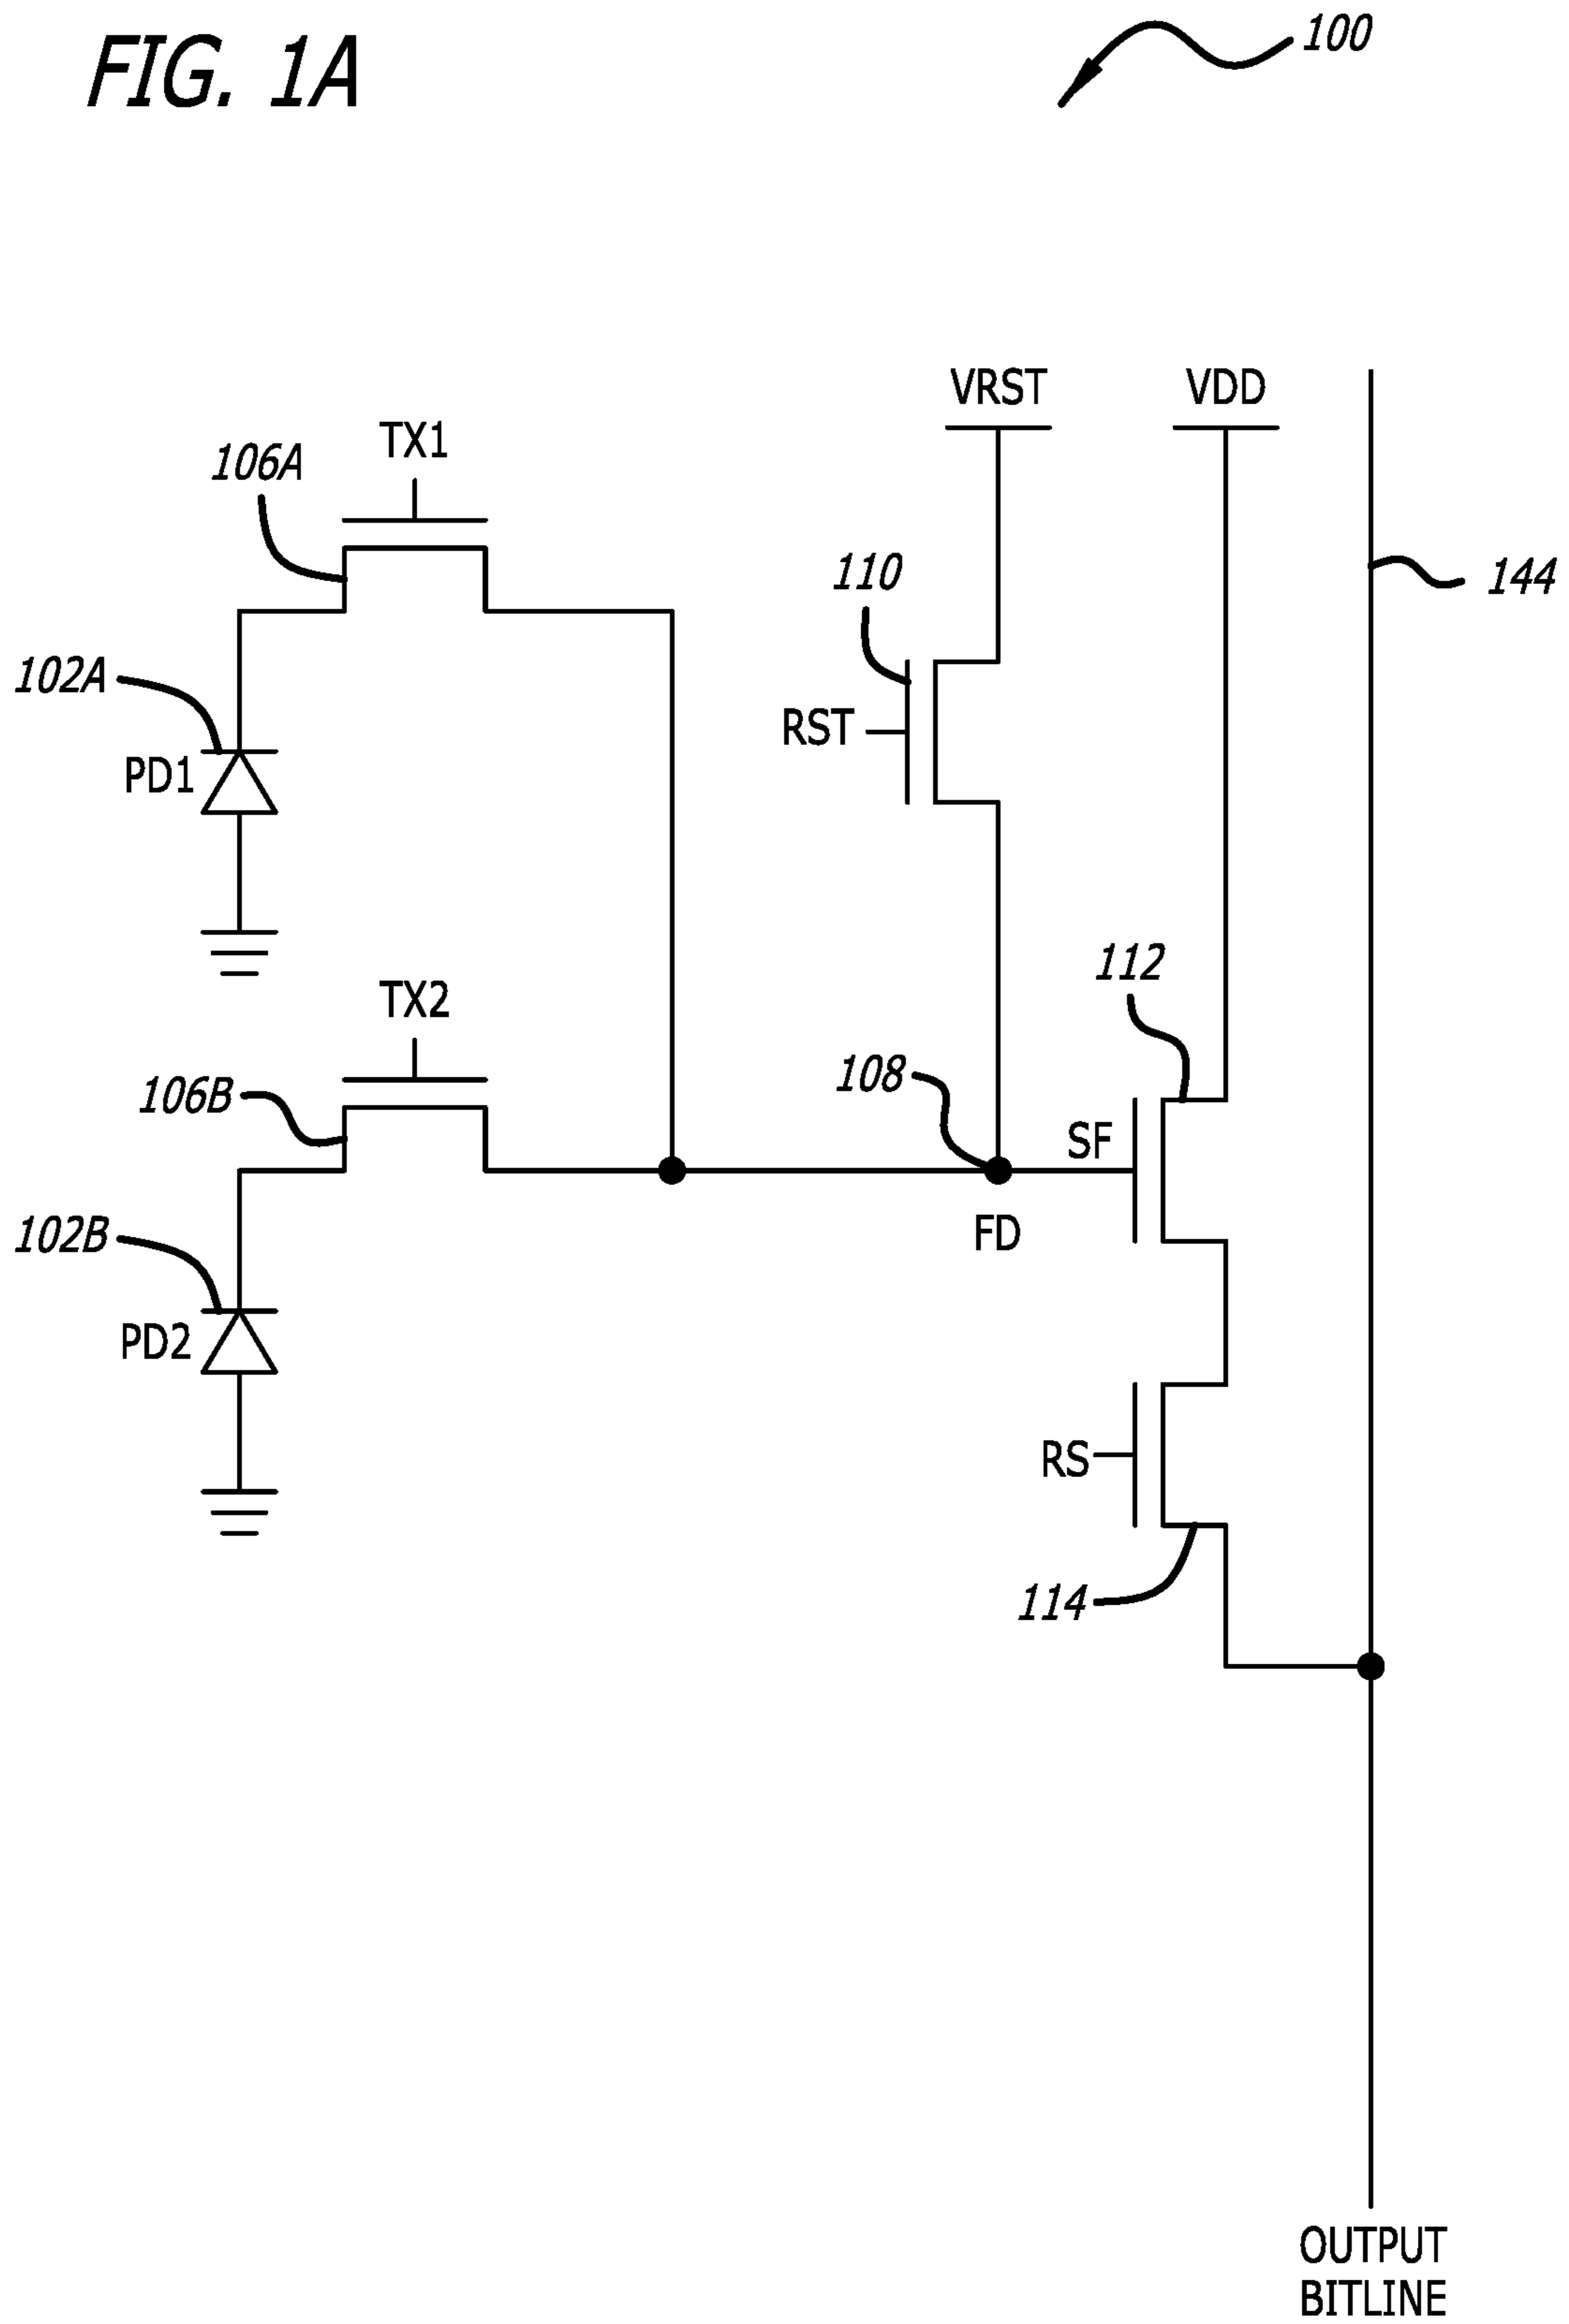 FIG. 1A
100
VRST
VDD
TX1
106A
110
144
102A
RST
PD1
112
TX2
108
106B
SF
FD
102B
PD2
RS
114
OUTPUT
BITLINE